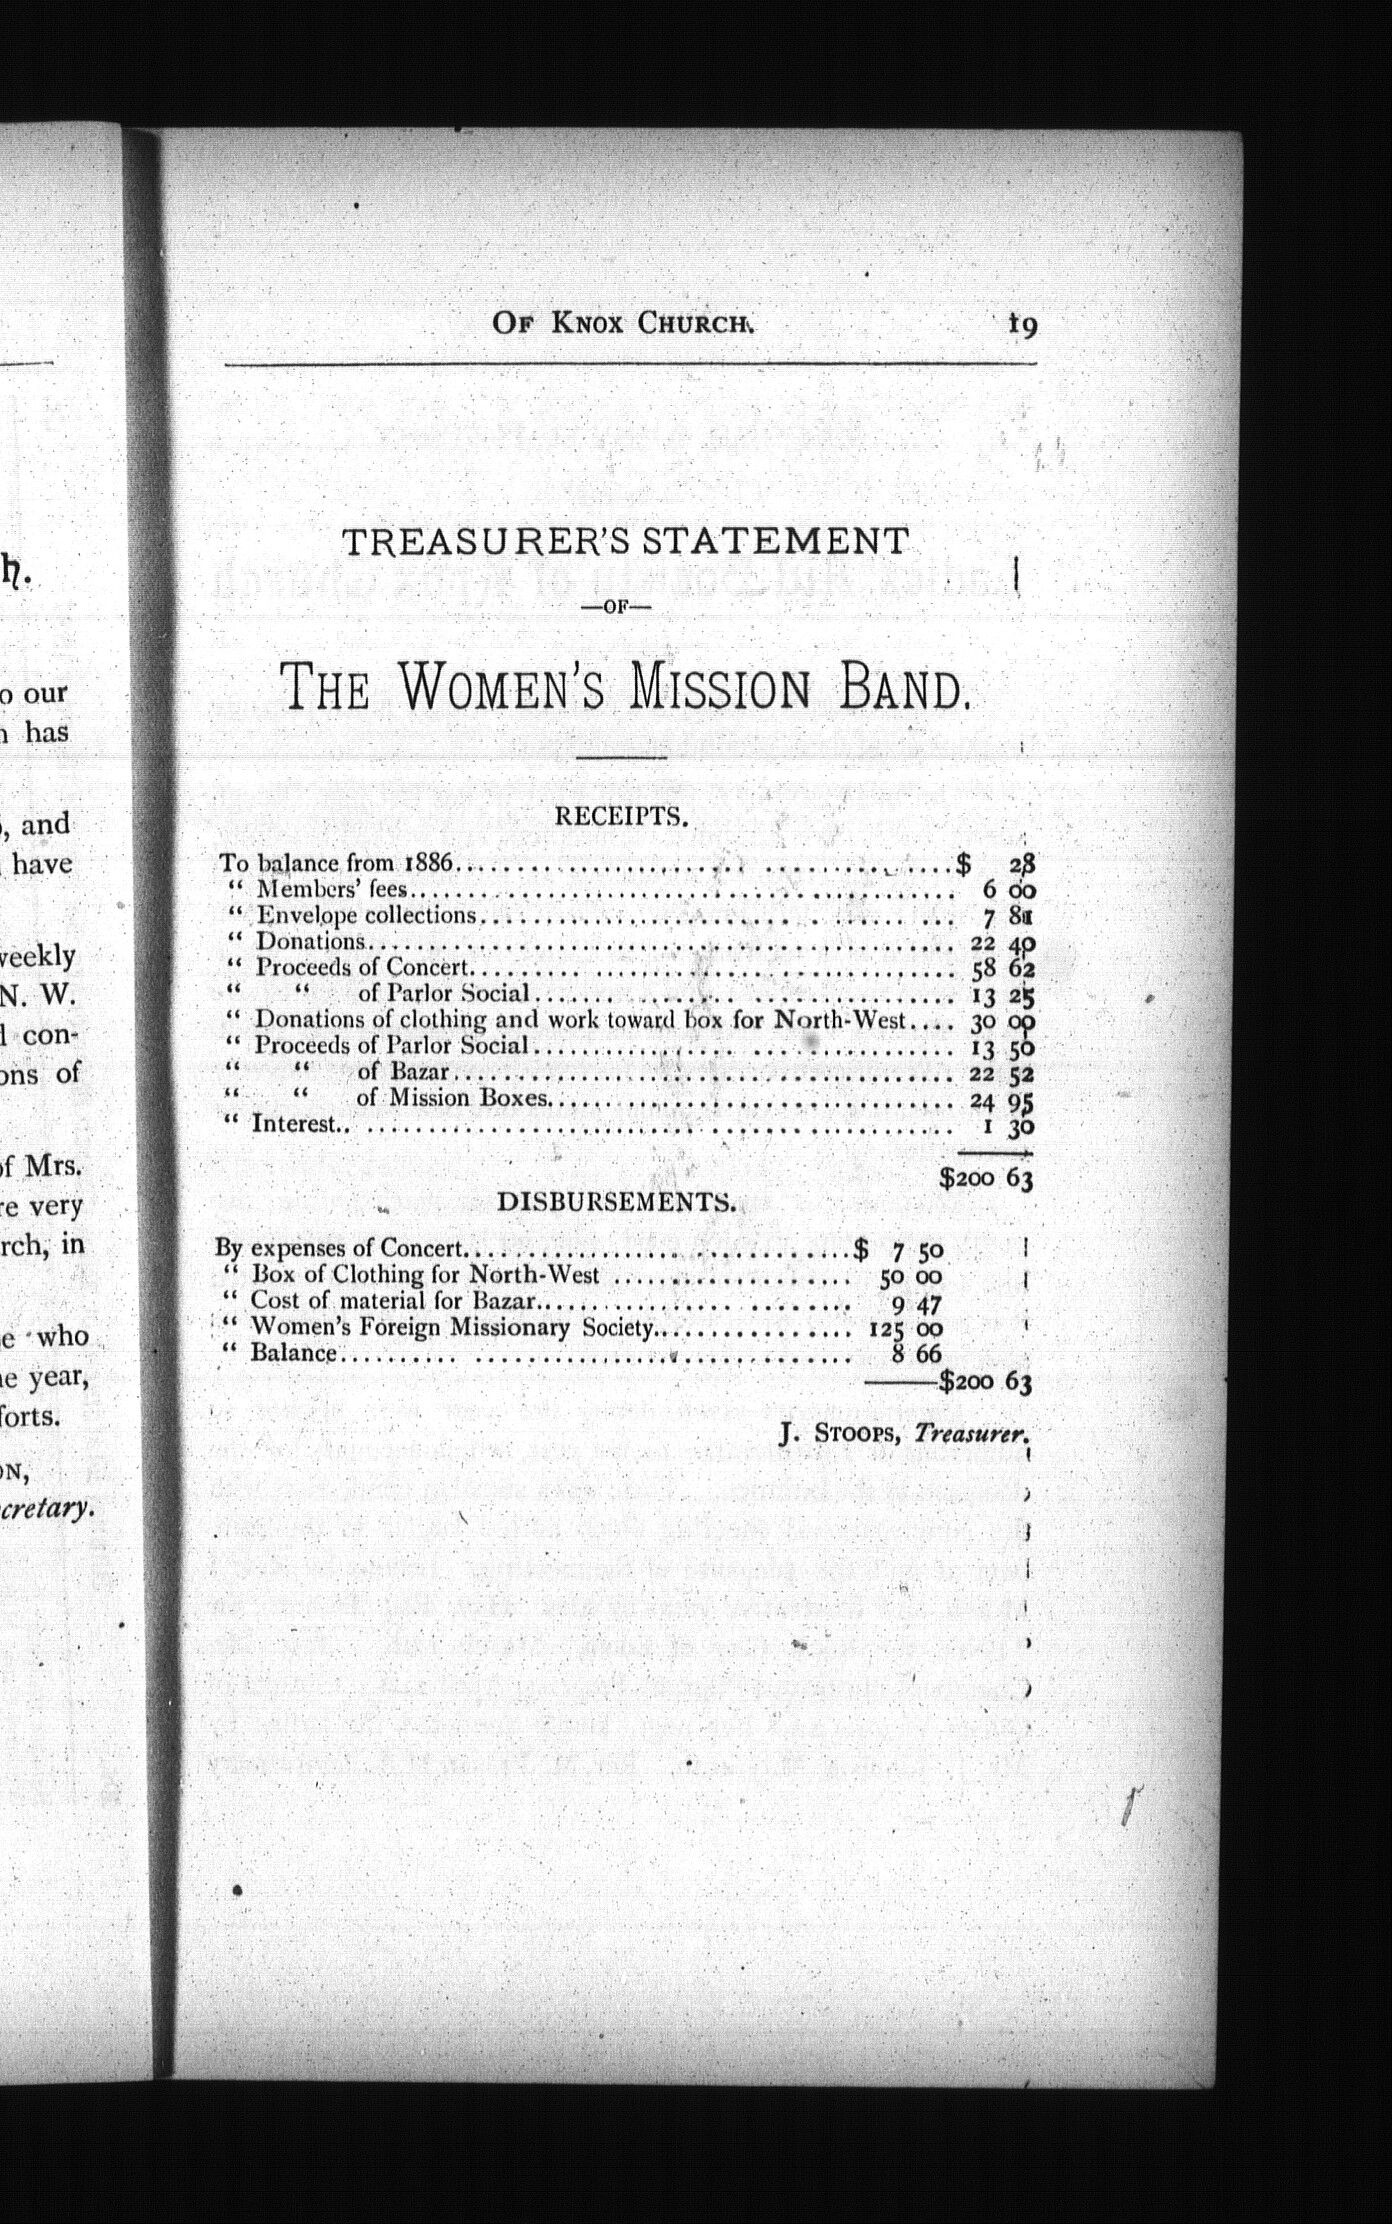 h.
o our
has
, and
have
weekly
N. W.
con-
ons of
of Mrs.
re very
rch, in
e who
e year,
forts.
ON,
cretary.
OF KNOX CHURCH. 19
TREASURER'S STATEMENT
—OF—
THE WOMEN'S MISSION BAND.
RECEIPTS.
To balance from 1886.......................................$ 28
“ Members' fees....................................... 6 00
“ Envelope collections....................................... 7 81
“ Donations....................................... 22 40
“ Proceeds of Concert....................................... 58 62
“ “ of Parlor Social....................................... 13 25
“ Donations of clothing and work toward box for North-West.... 30 00
“ Proceeds of Parlor Social....................................... 13 50
“ “ of Bazar....................................... 22 52
“ “ of Mission Boxes....................................... 24 95
“ Interest....................................... 1 30
$200 63
DISBURSEMENTS.
By expenses of Concert..............................$ 7 50
“ Box of Clothing for North-West .................... 50 00
“ Cost of material for Bazar......................... 9 47
“ Women's Foreign Missionary Society................ 125 00
“ Balance........................................ 8 66
——$200 63
J. STOOPS, Treasurer.